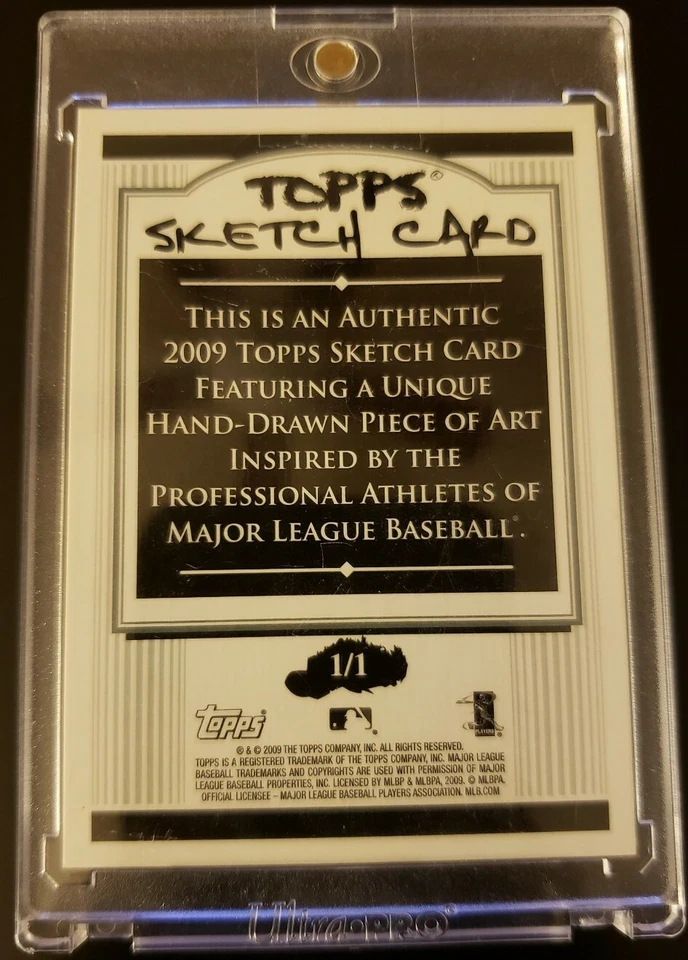 TOPPS®
SKETCH CARD
THIS IS AN AUTHENTIC
2009 TOPPS SKETCH CARD
FEATURING A UNIQUE
HAND-DRAWN PIECE OF ART
INSPIRED BY THE
PROFESSIONAL ATHLETES OF
MAJOR LEAGUE BASEBALL®.
1/1
Topps®
PLAYERS
® & © 2009 THE TOPPS COMPANY, INC. ALL RIGHTS RESERVED.
TOPPS IS A REGISTERED TRADEMARK OF THE TOPPS COMPANY, INC. MAJOR LEAGUE
BASEBALL TRADEMARKS AND COPYRIGHTS ARE USED WITH PERMISSION OF MAJOR
LEAGUE BASEBALL PROPERTIES, INC. LICENSED BY MLBP & MLBPA, 2009. © MLBPA.
OFFICIAL LICENSEE – MAJOR LEAGUE BASEBALL PLAYERS ASSOCIATION. MLB.COM
Ultra·PRO®